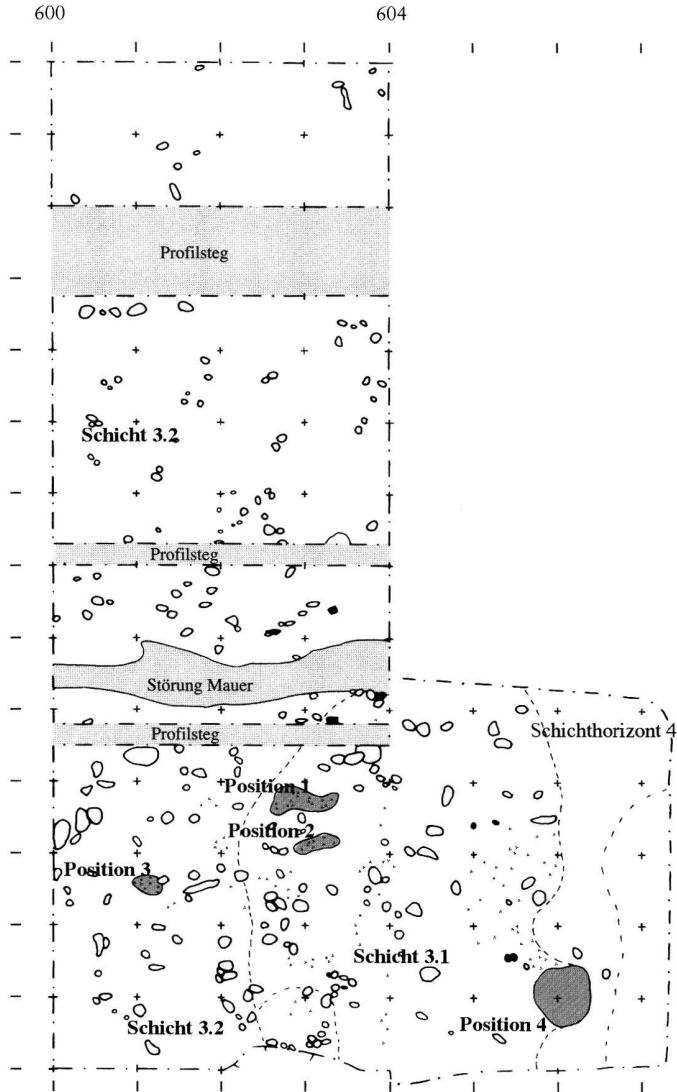 600 604
Profilsteg
Schicht 3.2
Profilsteg
Störung Mauer
Profilsteg
Schichthorizont 4
Position 1
Position 2
Position 3
Schicht 3.1
Schicht 3.2
Position 4